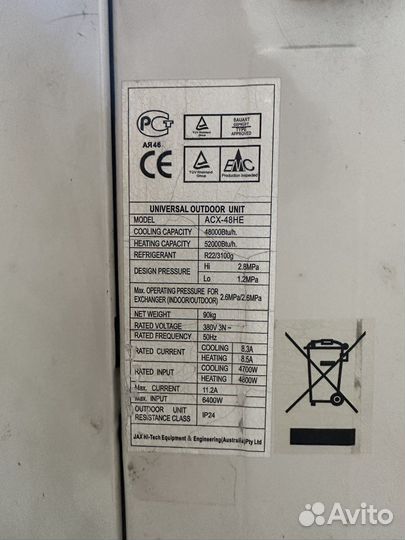 РСТ
АЯ46
CE
TÜV Rheinland Group
BAUART GEPRÜFT
TYPE APPROVED
TÜV Rheinland Group
EMC
Production Inspected
UNIVERSAL OUTDOOR UNIT
MODEL ACX-48HE
COOLING CAPACITY 48000Btu/h.
HEATING CAPACITY 52000Btu/h.
REFRIGERANT R22/3100g
DESIGN PRESSURE Hi 2.8MPa
Lo 1.2MPa
Max. OPERATING PRESSURE FOR
EXCHANGER (INDOOR/OUTDOOR) 2.6MPa/2.6MPa
NET WEIGHT 90kg
RATED VOLTAGE 380V 3N~
RATED FREQUENCY 50Hz
RATED CURRENT COOLING 8.3A
HEATING 8.5A
RATED INPUT COOLING 4700W
HEATING 4800W
Max. CURRENT 11.2A
Max. INPUT 6400W
OUTDOOR UNIT
RESISTANCE CLASS IP24
JAX Hi-Tech Equipment & Engineering(Australia)Pty Ltd
Avito